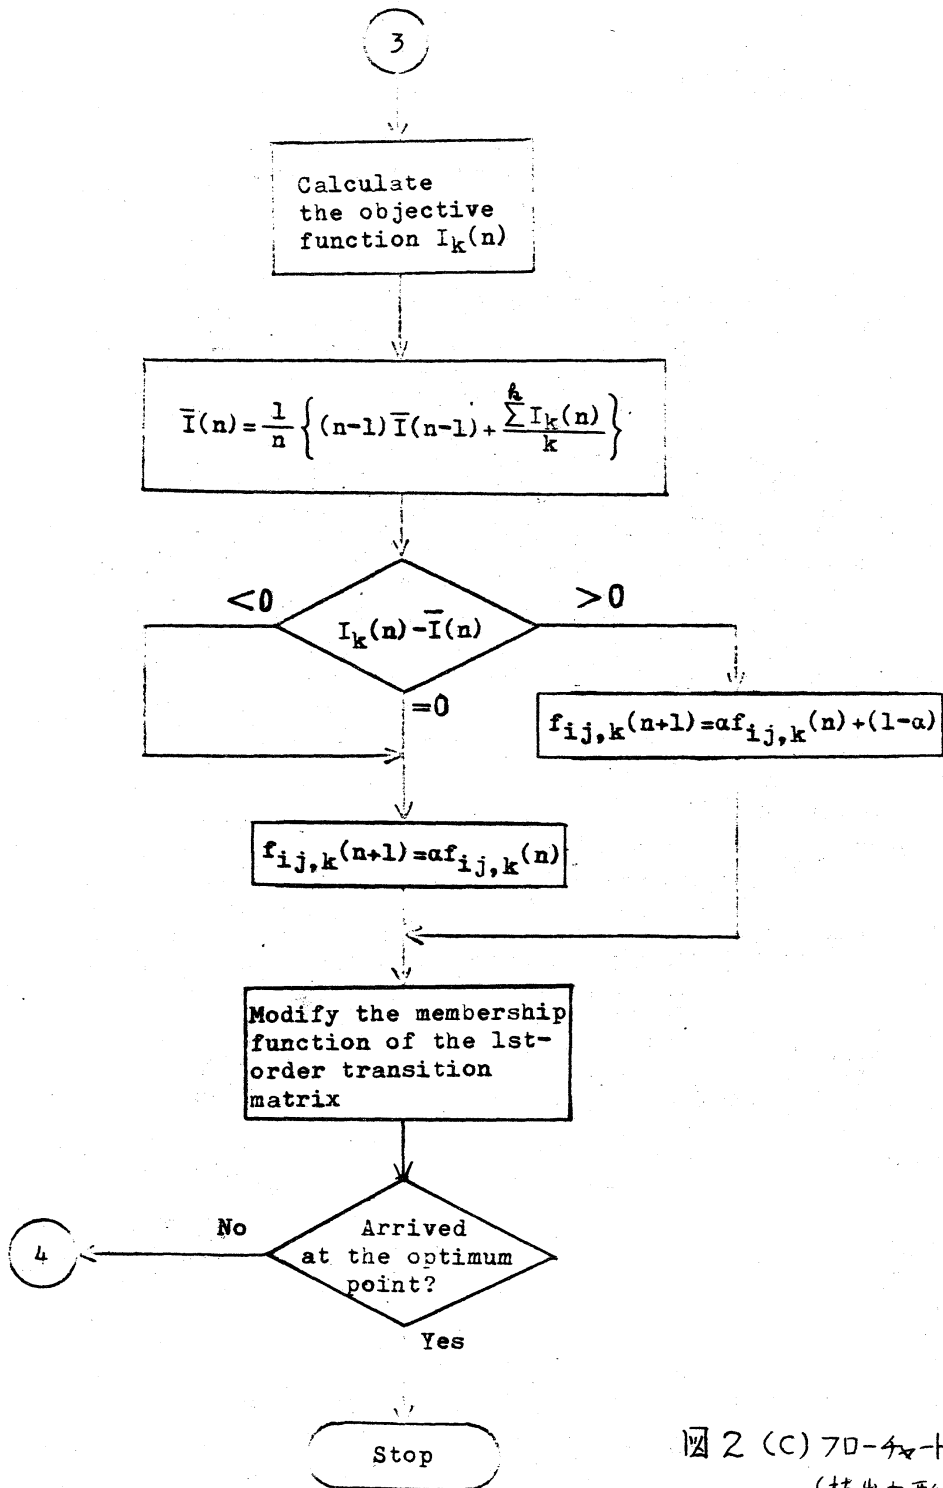 3
Calculate
the objective
function I_k(n)
Ī(n) = 1/n {(n-1) Ī(n-1) + Σ^k I_k(n) / k}
<0
>0
I_k(n) - Ī(n)
=0
f_ij,k(n+1)=αf_ij,k(n)+(1-α)
f_ij,k(n+1)=αf_ij,k(n)
Modify the membership
function of the 1st-
order transition
matrix
No
Arrived
at the optimum
point?
4
Yes
Stop
図2 (C) フローチャート